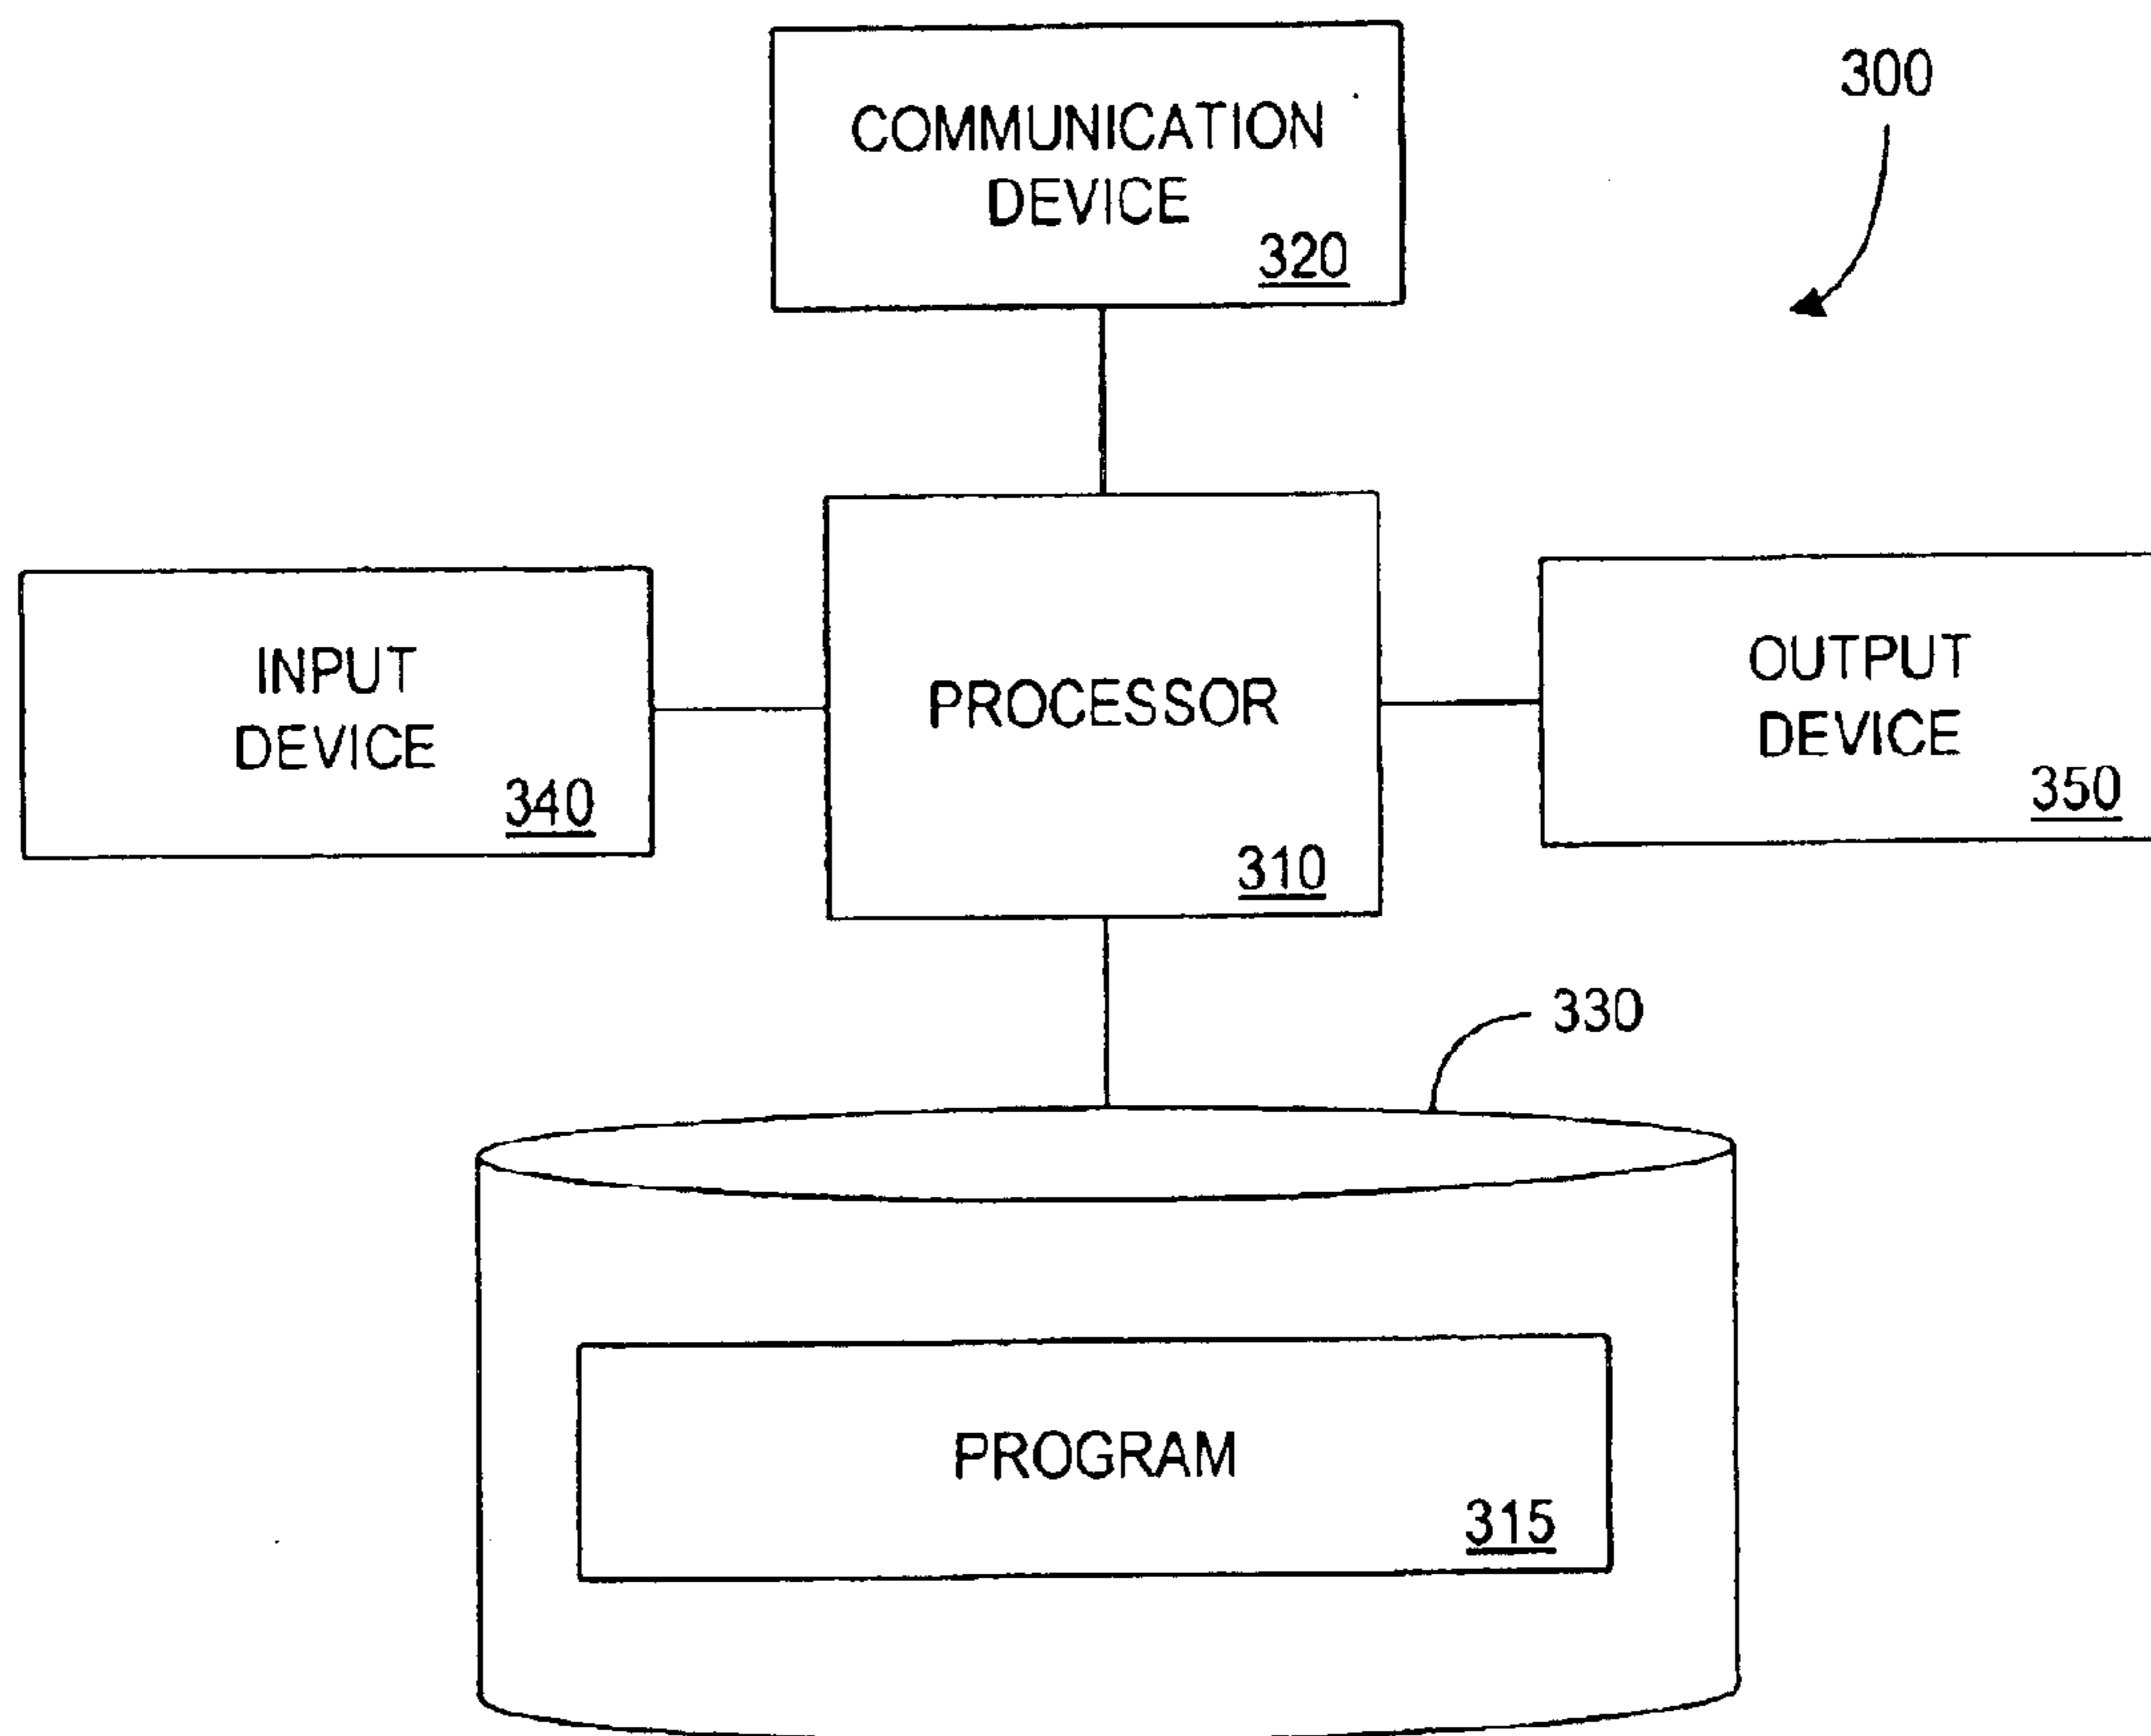 300
COMMUNICATION
DEVICE
320
INPUT
DEVICE
340
PROCESSOR
310
OUTPUT
DEVICE
350
330
PROGRAM
315